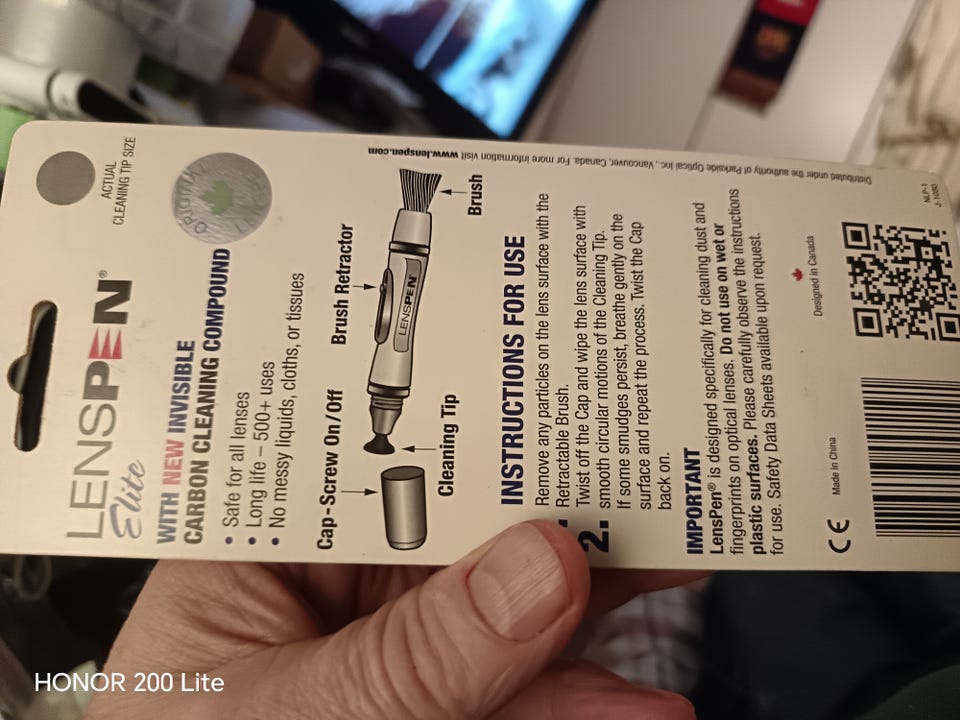 LENSPEN®
Elite
WITH NEW INVISIBLE
CARBON CLEANING COMPOUND
• Safe for all lenses
• Long life – 500+ uses
• No messy liquids, cloths, or tissues
ACTUAL
CLEANING TIP SIZE
ORIGINAL
Cap - Screw On / Off
Brush Retractor
LENSPEN
Cleaning Tip
Brush
INSTRUCTIONS FOR USE
Remove any particles on the lens surface with the
Retractable Brush.
2. Twist off the Cap and wipe the lens surface with
smooth circular motions of the Cleaning Tip.
If some smudges persist, breathe gently on the
surface and repeat the process. Twist the Cap
back on.
IMPORTANT
LensPen® is designed specifically for cleaning dust and
fingerprints on optical lenses. Do not use on wet or
plastic surfaces. Please carefully observe the instructions
for use. Safety Data Sheets available upon request.
CE
Made in China
Designed in Canada
NLP-1
J-1080
Distributed under the authority of Parkside Optical Inc., Vancouver, Canada. For more information visit www.lenspen.com
HONOR 200 Lite